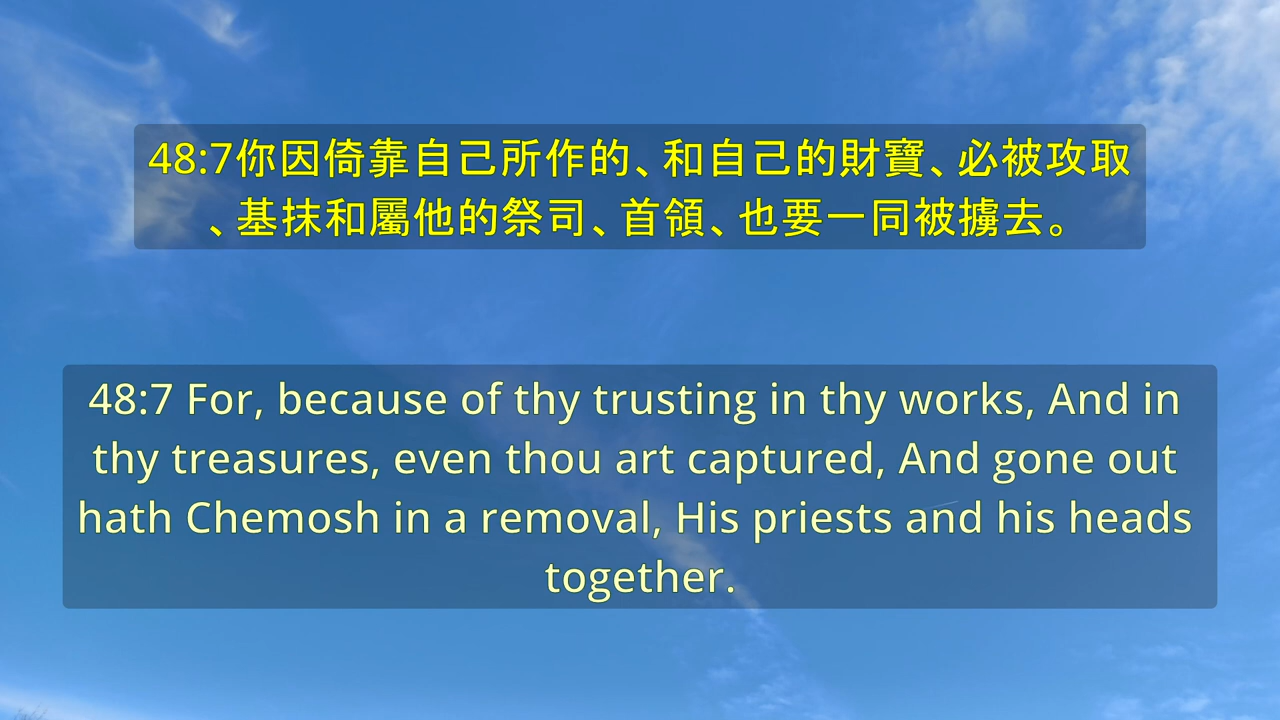 48:7你因倚靠自己所作的、和自己的財寶、必被攻取
、基抹和屬他的祭司、首領、也要一同被擄去。
48:7 For, because of thy trusting in thy works, And in
thy treasures, even thou art captured, And gone out
hath Chemosh in a removal, His priests and his heads
together.